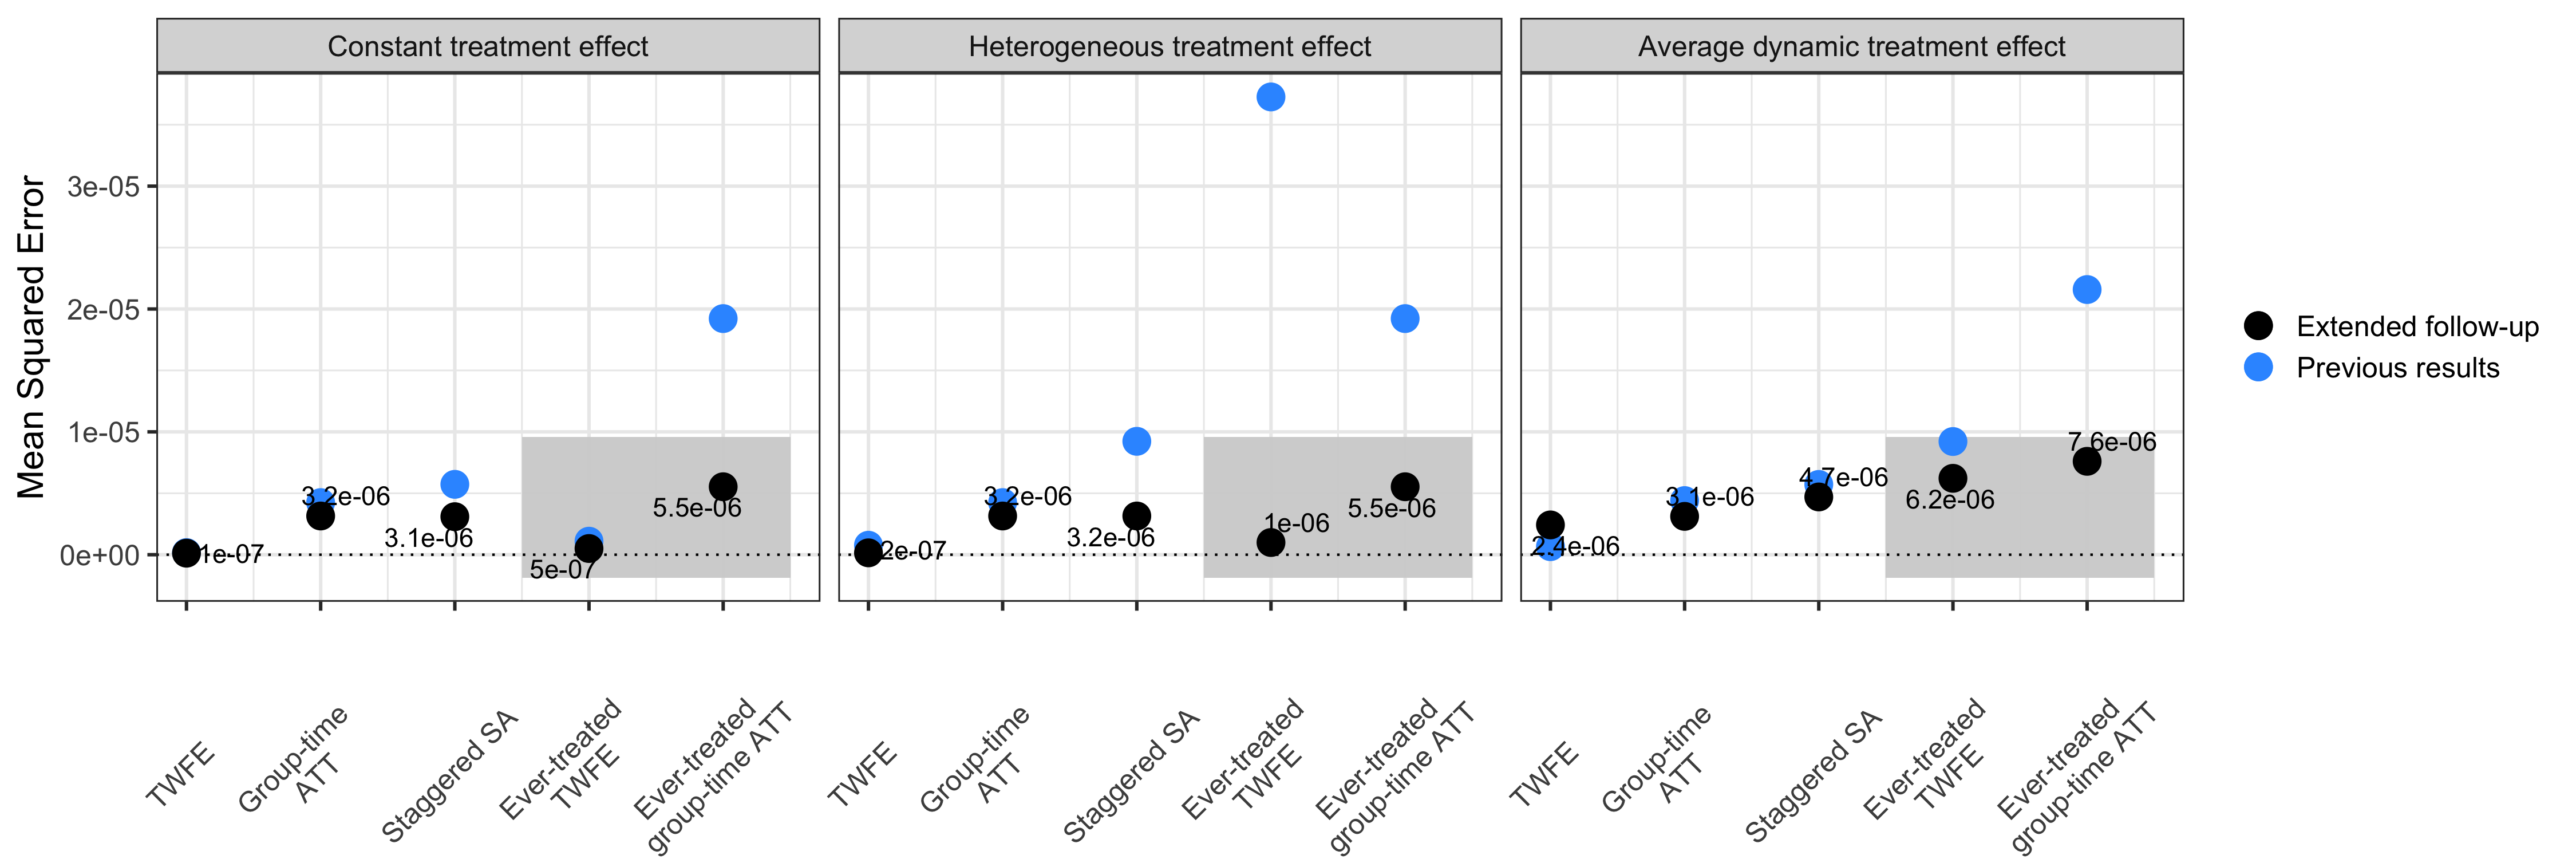 Constant treatment effect
Heterogeneous treatment effect
Average dynamic treatment effect
Mean Squared Error
3e-05
2e-05
1e-05
0e+00
1e-07
3.2e-06
3.1e-06
5e-07
5.5e-06
2e-07
3.2e-06
3.2e-06
1e-06
5.5e-06
2.4e-06
3.1e-06
4.7e-06
6.2e-06
7.6e-06
TWFE
Group-time
ATT
Staggered SA
Ever-treated
TWFE
Ever-treated
group-time ATT
TWFE
Group-time
ATT
Staggered SA
Ever-treated
TWFE
Ever-treated
group-time ATT
TWFE
Group-time
ATT
Staggered SA
Ever-treated
TWFE
Ever-treated
group-time ATT
Extended follow-up
Previous results